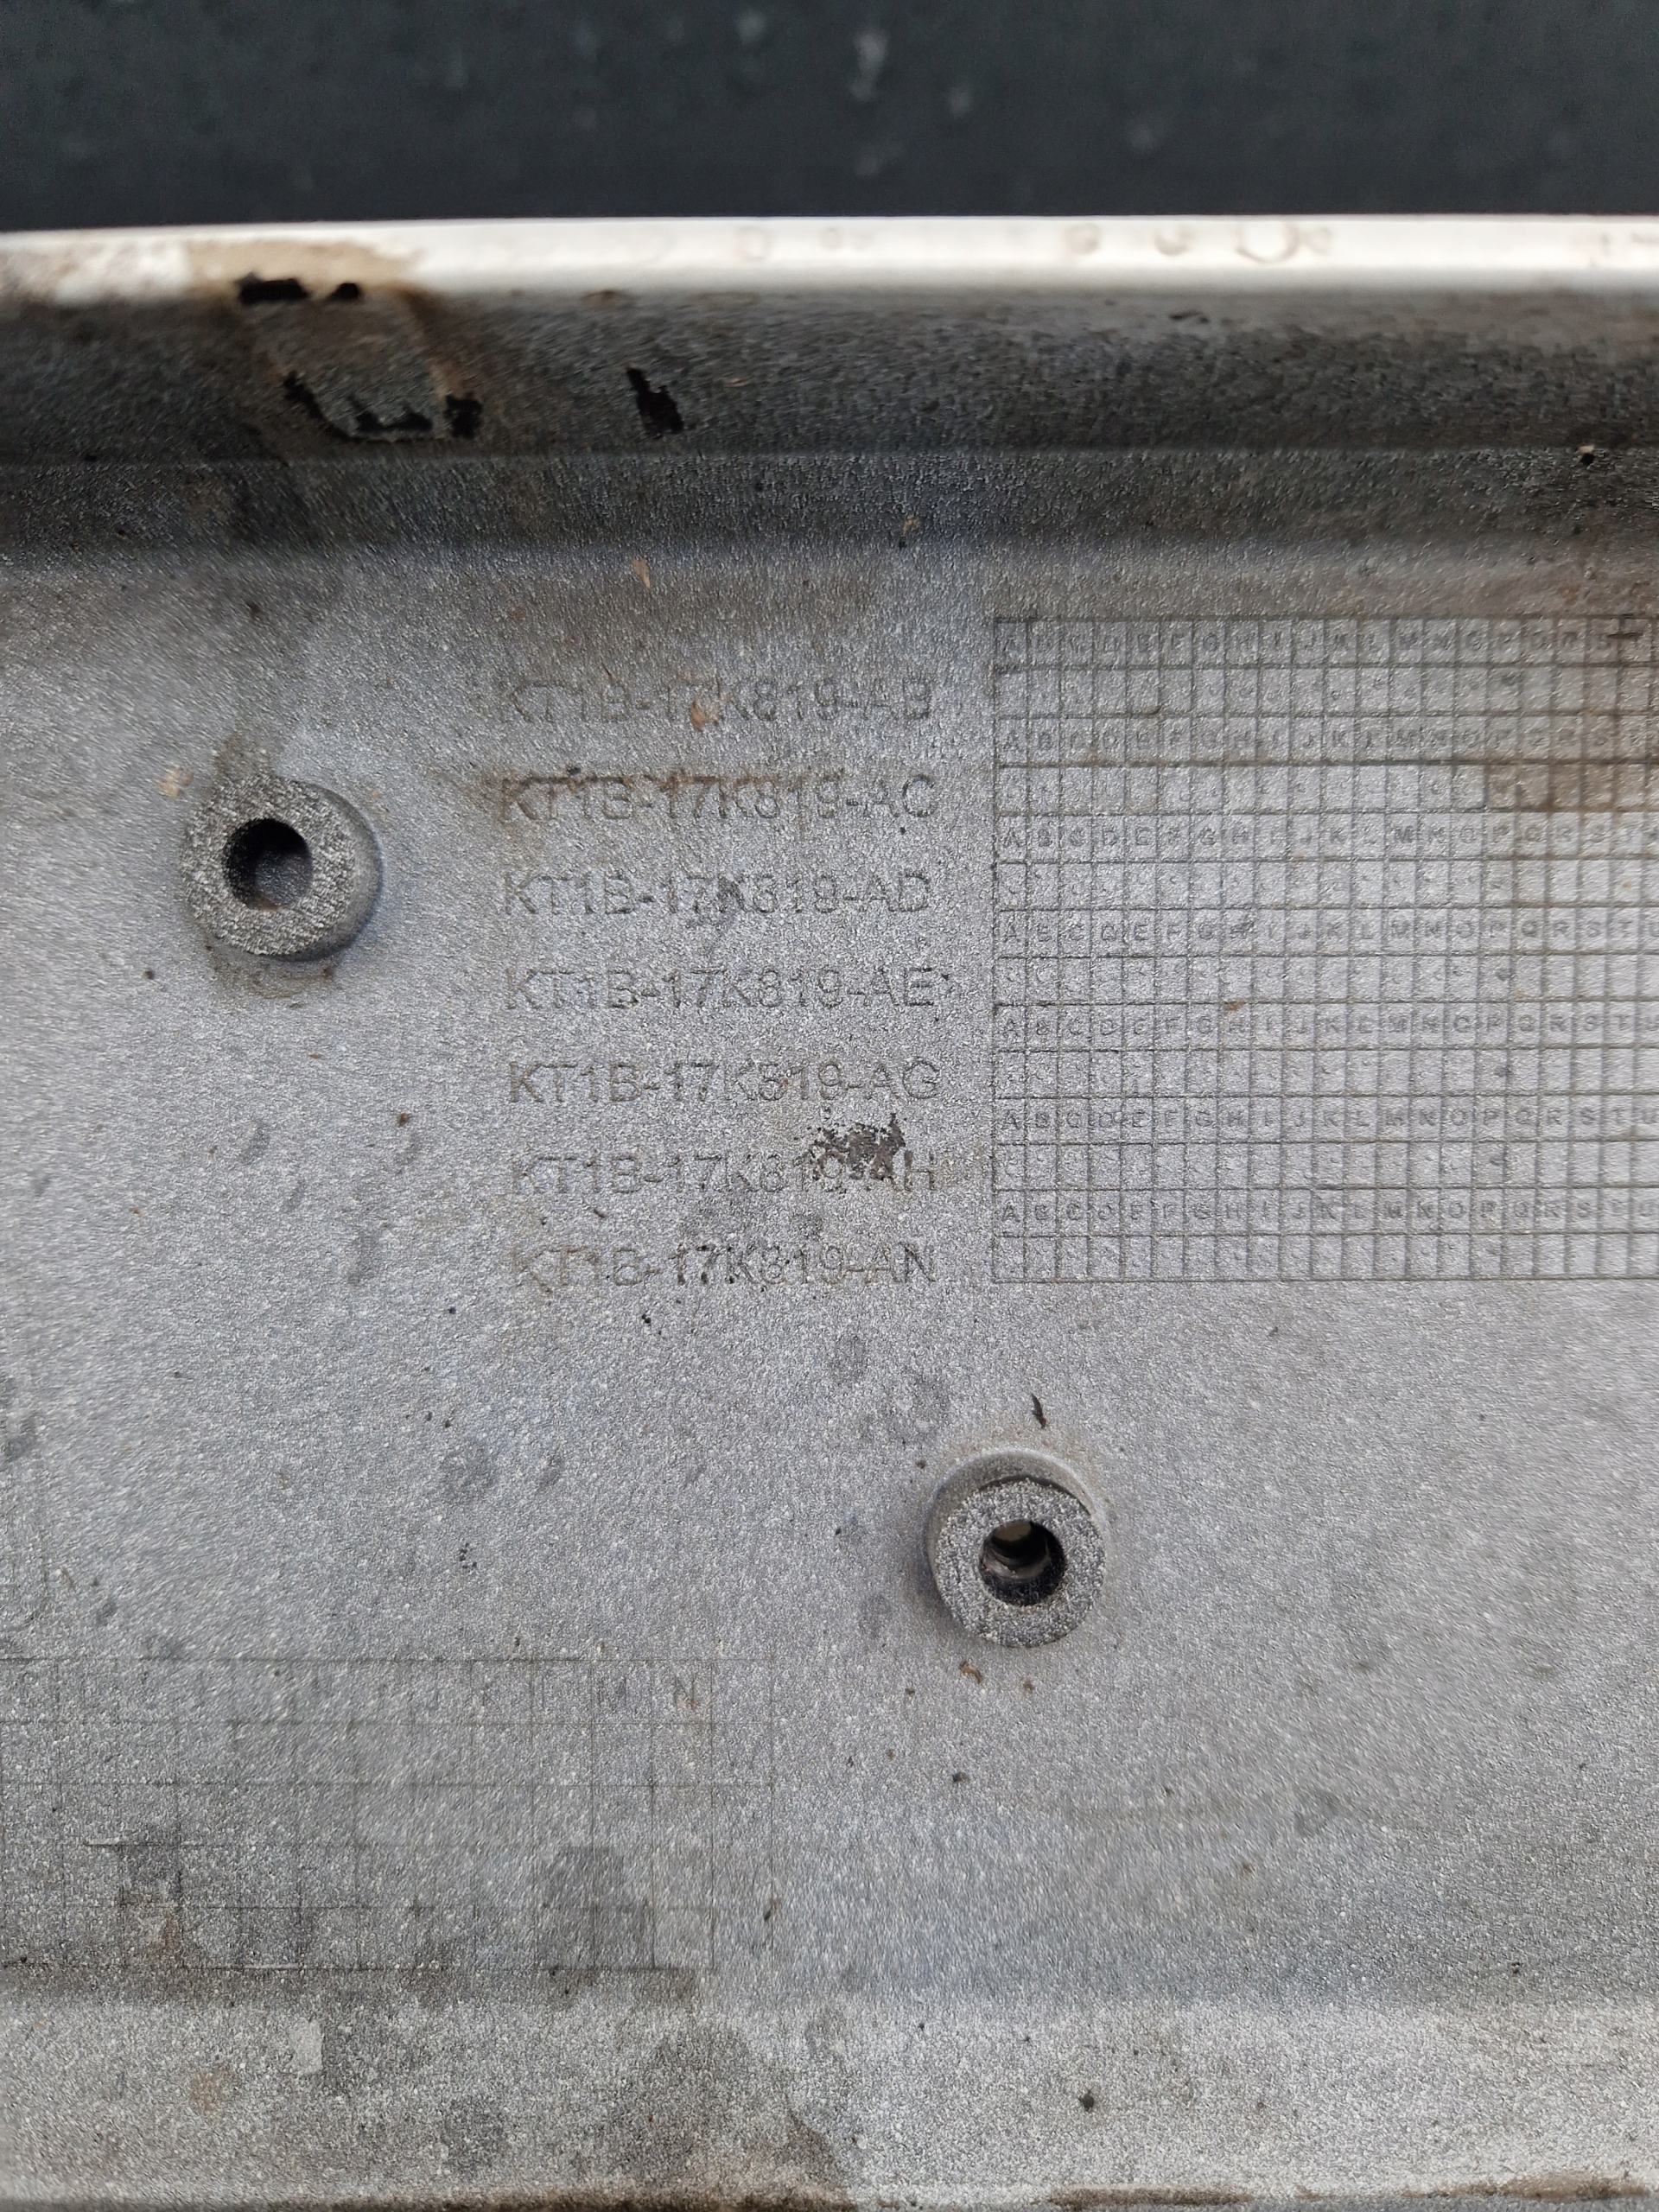 KT1B-17K819-AB
KT1B-17K819-AC
KT1B-17K819-AD
KT1B-17K819-AE
KT1B-17K819-AG
KT1B-17K819-AH
KT1B-17K819-AN
A B C D E F G H I J K L M N O P Q R S T
A B C D E F G H I J K L M N O P Q R S T
A B C D E F G H I J K L M N O P Q R S T
A B C D E F G H I J K L M N O P Q R S T U
A B C D E F G H I J K L M N O P Q R S T U
A B C D E F G H I J K L M N O P Q R S T U
A B C D E F G H I J K L M N O P Q R S T U
J K L M N